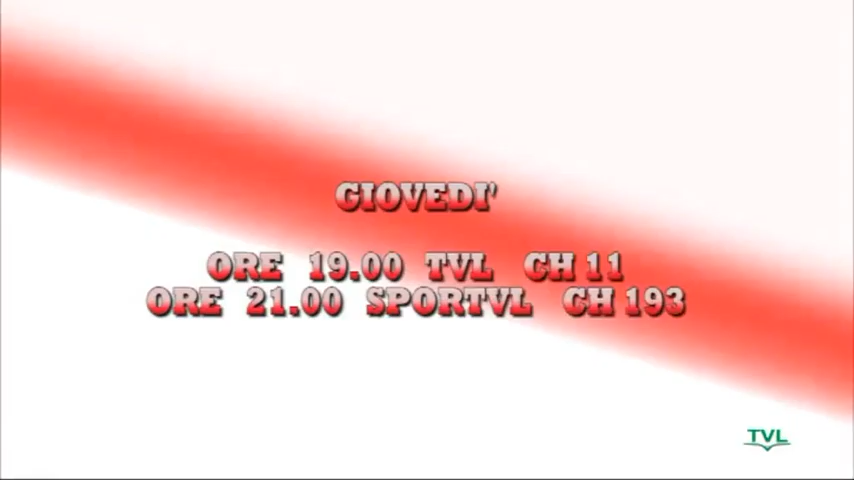 GIOVEDI'
ORE 19.00 TVL CH 11
ORE 21.00 SPORTVL CH 193
TVL